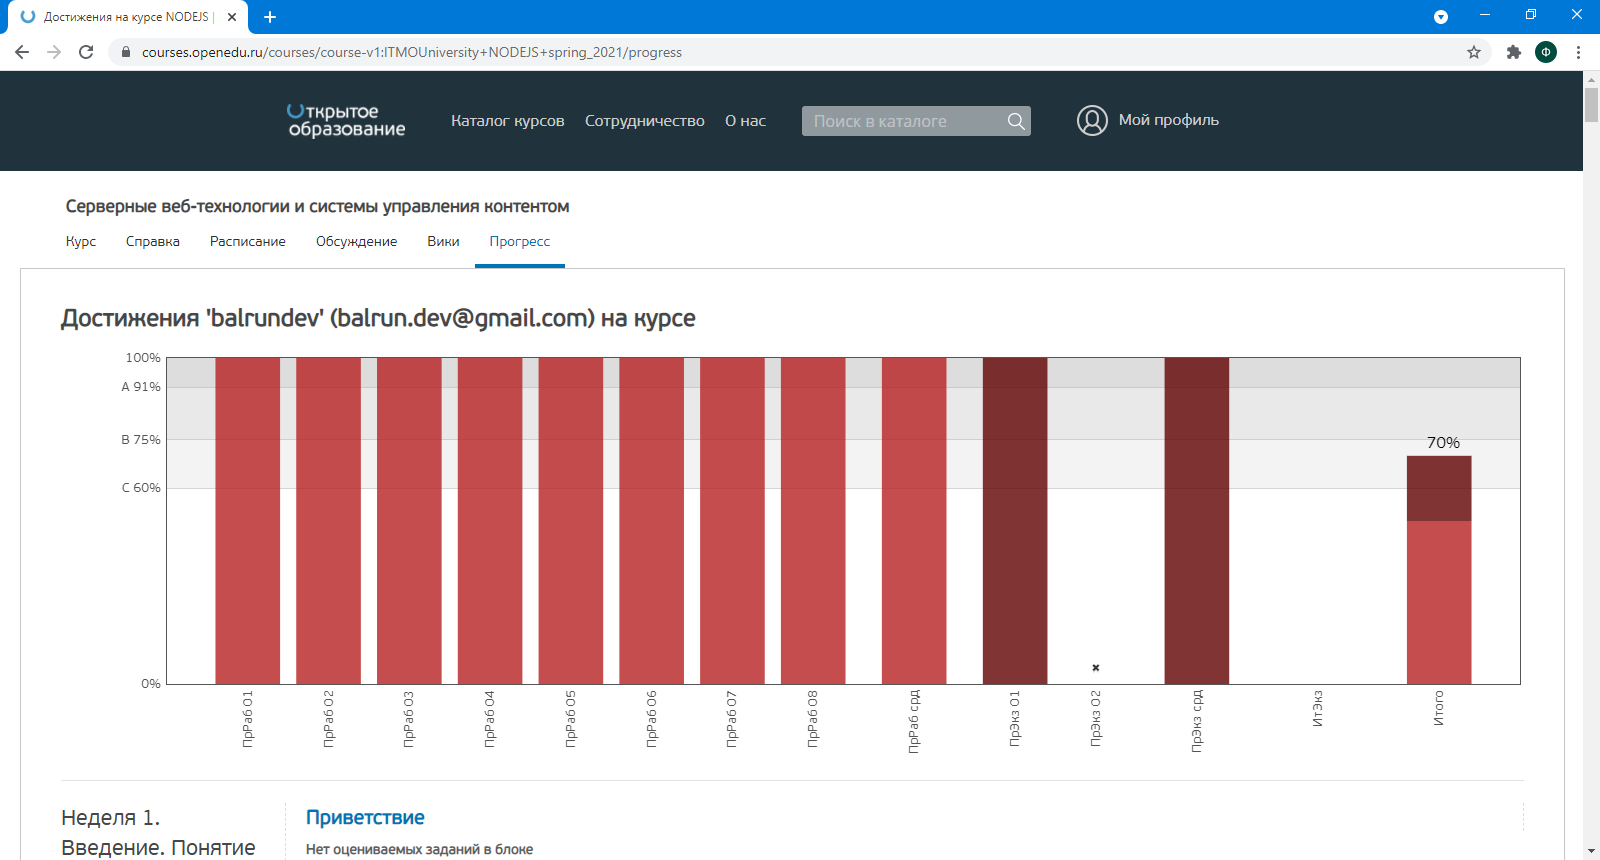 Достижения на курсе NODEJS |
courses.openedu.ru/courses/course-v1:ITMOUniversity+NODEJS+spring_2021/progress
Ф
Открытое образование
Каталог курсов
Сотрудничество
О нас
Поиск в каталоге
Мой профиль
Серверные веб-технологии и системы управления контентом
Курс
Справка
Расписание
Обсуждение
Вики
Прогресс
Достижения 'balrundev' (balrun.dev@gmail.com) на курсе
100%
A 91%
B 75%
C 60%
0%
70%
ПрРаб 01
ПрРаб 02
ПрРаб 03
ПрРаб 04
ПрРаб 05
ПрРаб 06
ПрРаб 07
ПрРаб 08
ПрРаб срд
ПрЭкз 01
ПрЭкз 02
ПрЭкз срд
ИтЭкз
Итого
Неделя 1.
Введение. Понятие
Приветствие
Нет оцениваемых заданий в блоке